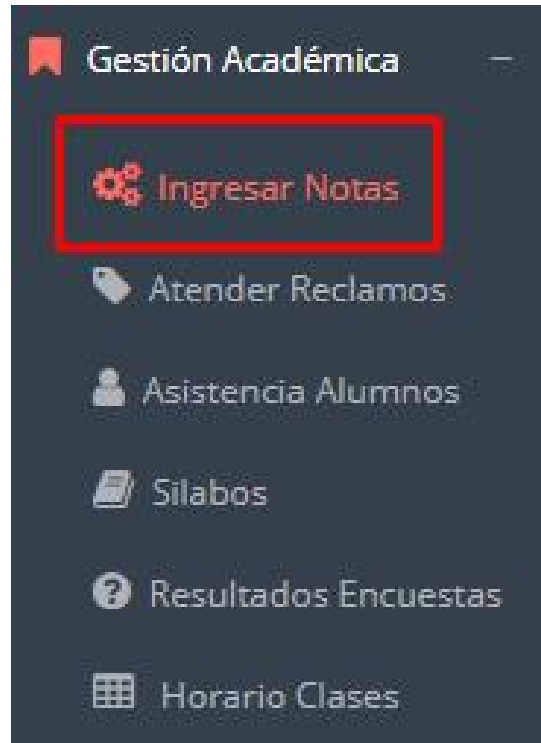 Gestión Académica
Ingresar Notas
Atender Reclamos
Asistencia Alumnos
Silabos
Resultados Encuestas
Horario Clases